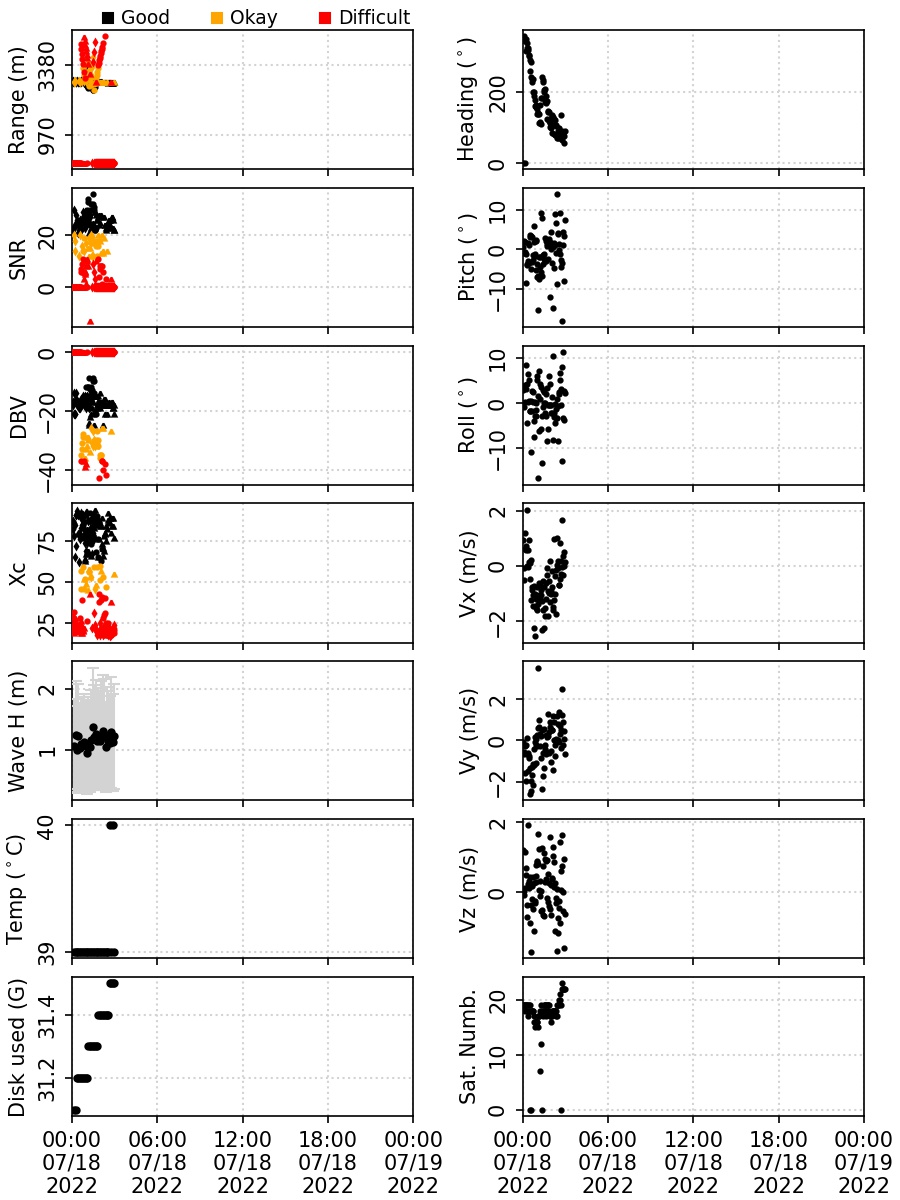 Good Okay Difficult
Range (m)
3380
970
Heading (°)
200
0
SNR
20
0
Pitch (°)
10
0
−10
DBV
0
−20
−40
Roll (°)
10
0
−10
Xc
75
50
25
Vx (m/s)
2
0
−2
Wave H (m)
2
1
Vy (m/s)
2
0
−2
Temp (°C)
40
39
Vz (m/s)
2
0
Disk used (G)
31.4
31.2
Sat. Numb.
20
10
0
00:00 06:00 12:00 18:00 00:00
07/18 07/18 07/18 07/18 07/19
2022 2022 2022 2022 2022
00:00 06:00 12:00 18:00 00:00
07/18 07/18 07/18 07/18 07/19
2022 2022 2022 2022 2022